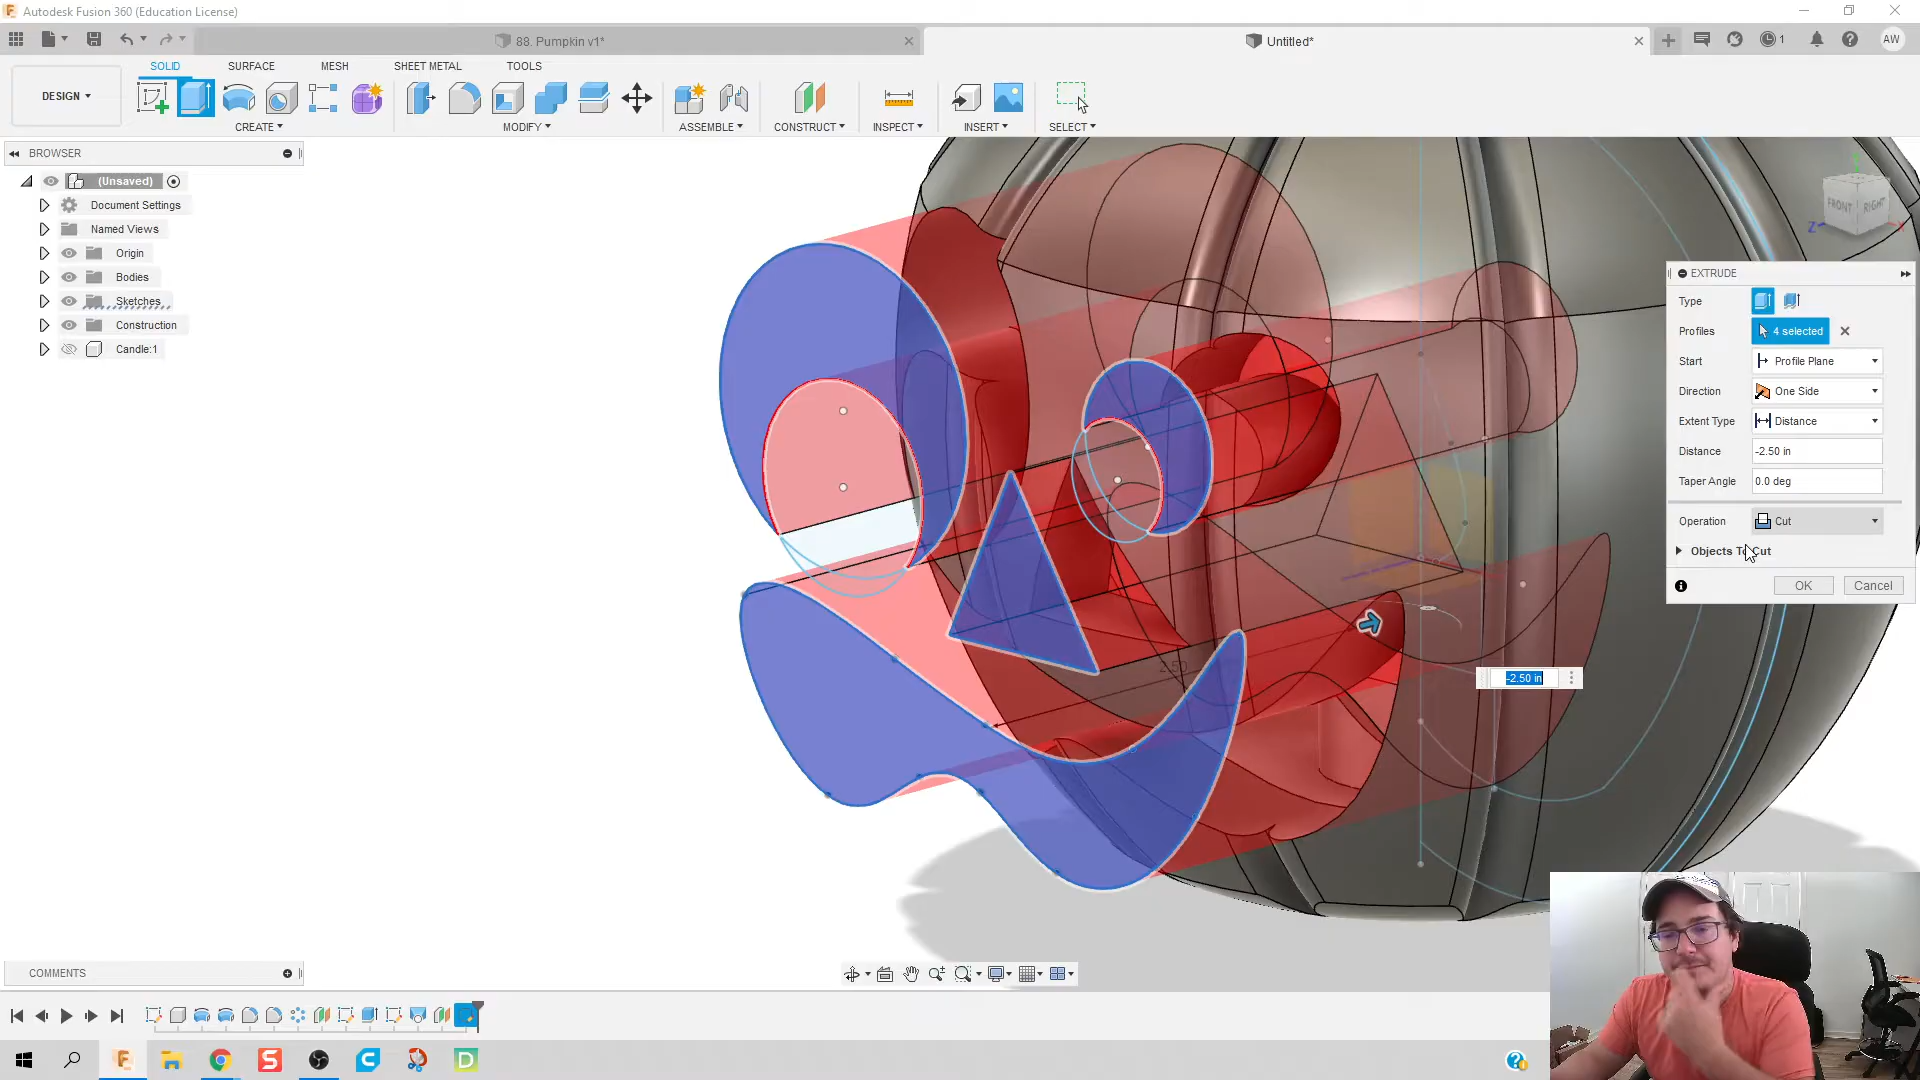 Autodesk Fusion 360 (Education License)
88. Pumpkin v1*
Untitled*
1
AW
SOLID
SURFACE
MESH
SHEET METAL
TOOLS
DESIGN
CREATE
MODIFY
ASSEMBLE
CONSTRUCT
INSPECT
INSERT
SELECT
BROWSER
(Unsaved)
Document Settings
Named Views
Origin
Bodies
Sketches
Construction
Candle:1
FRONT
RIGHT
Z
X
EXTRUDE
Type
Profiles 4 selected
Start Profile Plane
Direction One Side
Extent Type Distance
Distance -2.50 in
Taper Angle 0.0 deg
Operation Cut
Objects To Cut
OK Cancel
2.50
-2.50 in
COMMENTS